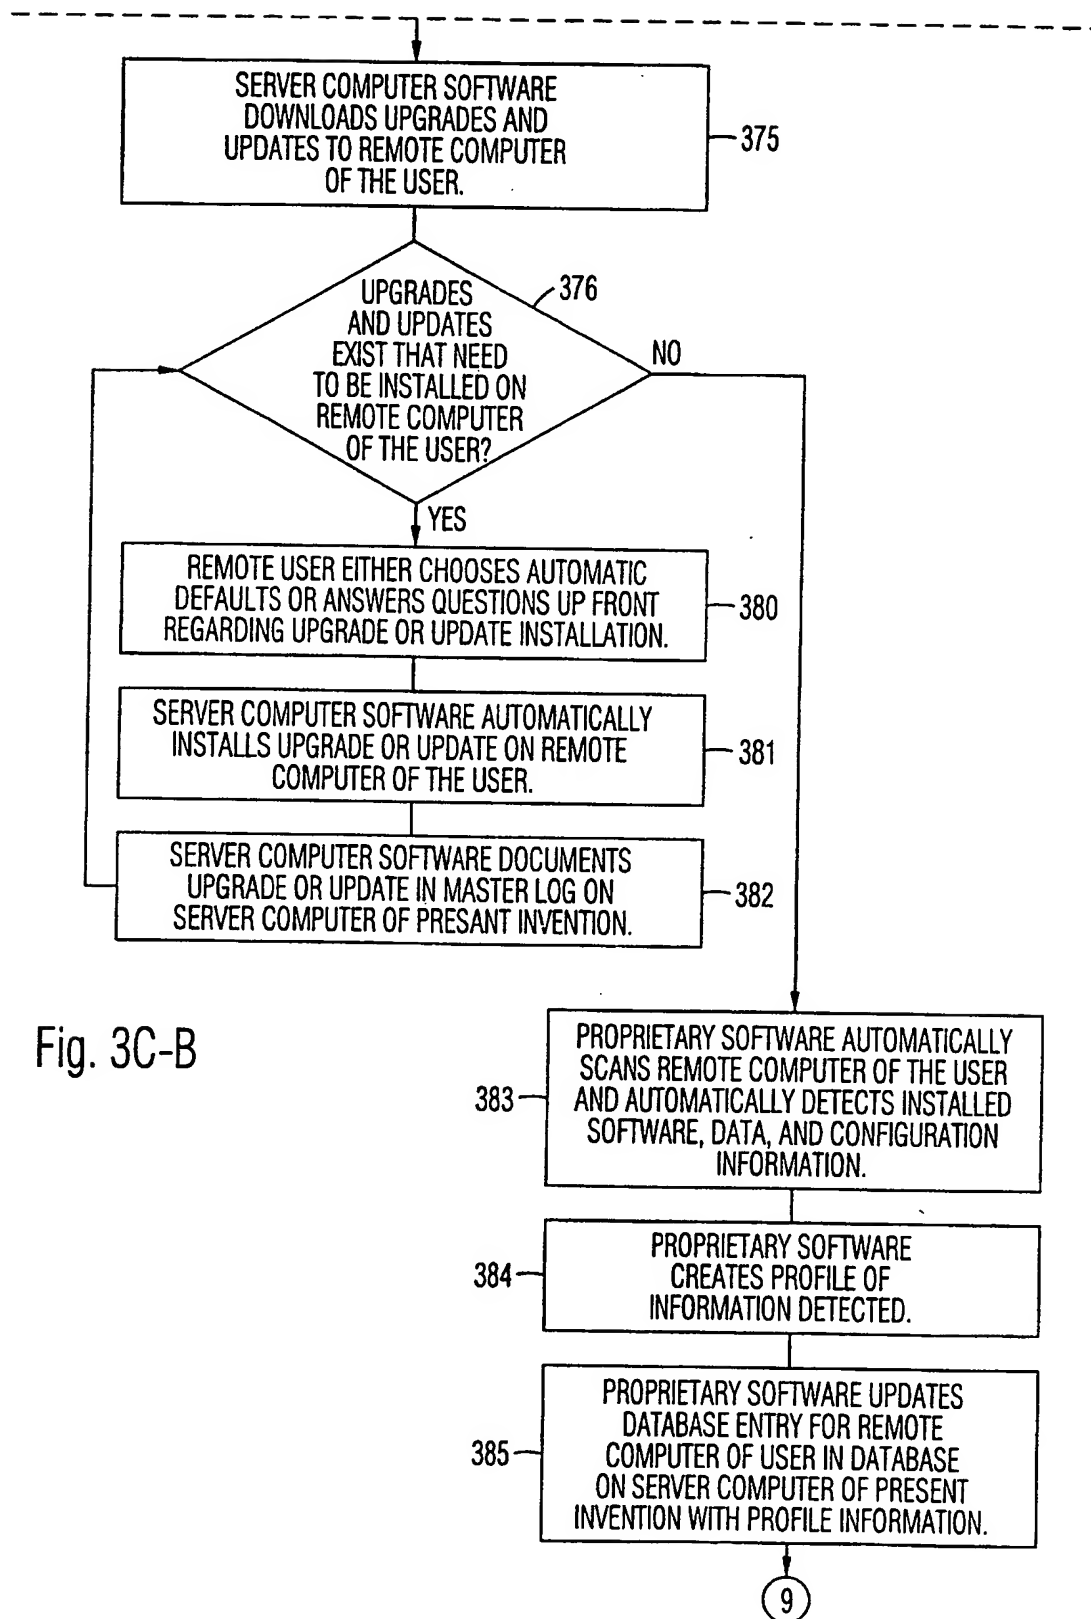 SERVER COMPUTER SOFTWARE
DOWNLOADS UPGRADES AND
UPDATES TO REMOTE COMPUTER
OF THE USER.
375
376
UPGRADES
AND UPDATES
EXIST THAT NEED
TO BE INSTALLED ON
REMOTE COMPUTER
OF THE USER?
NO
YES
REMOTE USER EITHER CHOOSES AUTOMATIC
DEFAULTS OR ANSWERS QUESTIONS UP FRONT
REGARDING UPGRADE OR UPDATE INSTALLATION.
380
SERVER COMPUTER SOFTWARE AUTOMATICALLY
INSTALLS UPGRADE OR UPDATE ON REMOTE
COMPUTER OF THE USER.
381
SERVER COMPUTER SOFTWARE DOCUMENTS
UPGRADE OR UPDATE IN MASTER LOG ON
SERVER COMPUTER OF PRESANT INVENTION.
382
Fig. 3C-B
PROPRIETARY SOFTWARE AUTOMATICALLY
SCANS REMOTE COMPUTER OF THE USER
AND AUTOMATICALLY DETECTS INSTALLED
SOFTWARE, DATA, AND CONFIGURATION
INFORMATION.
383
PROPRIETARY SOFTWARE
CREATES PROFILE OF
INFORMATION DETECTED.
384
PROPRIETARY SOFTWARE UPDATES
DATABASE ENTRY FOR REMOTE
COMPUTER OF USER IN DATABASE
ON SERVER COMPUTER OF PRESENT
INVENTION WITH PROFILE INFORMATION.
385
9